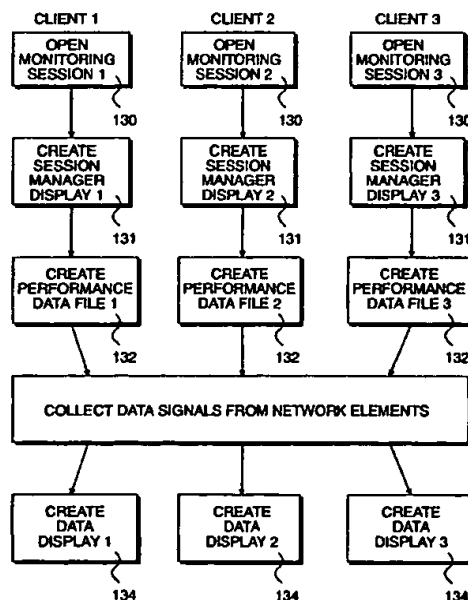 CLIENT 1
CLIENT 2
CLIENT 3
OPEN
MONITORING
SESSION 1
OPEN
MONITORING
SESSION 2
OPEN
MONITORING
SESSION 3
130
130
130
CREATE
SESSION
MANAGER
DISPLAY 1
CREATE
SESSION
MANAGER
DISPLAY 2
CREATE
SESSION
MANAGER
DISPLAY 3
131
131
131
CREATE
PERFORMANCE
DATA FILE 1
CREATE
PERFORMANCE
DATA FILE 2
CREATE
PERFORMANCE
DATA FILE 3
132
132
132
COLLECT DATA SIGNALS FROM NETWORK ELEMENTS
CREATE
DATA
DISPLAY 1
CREATE
DATA
DISPLAY 2
CREATE
DATA
DISPLAY 3
134
134
134